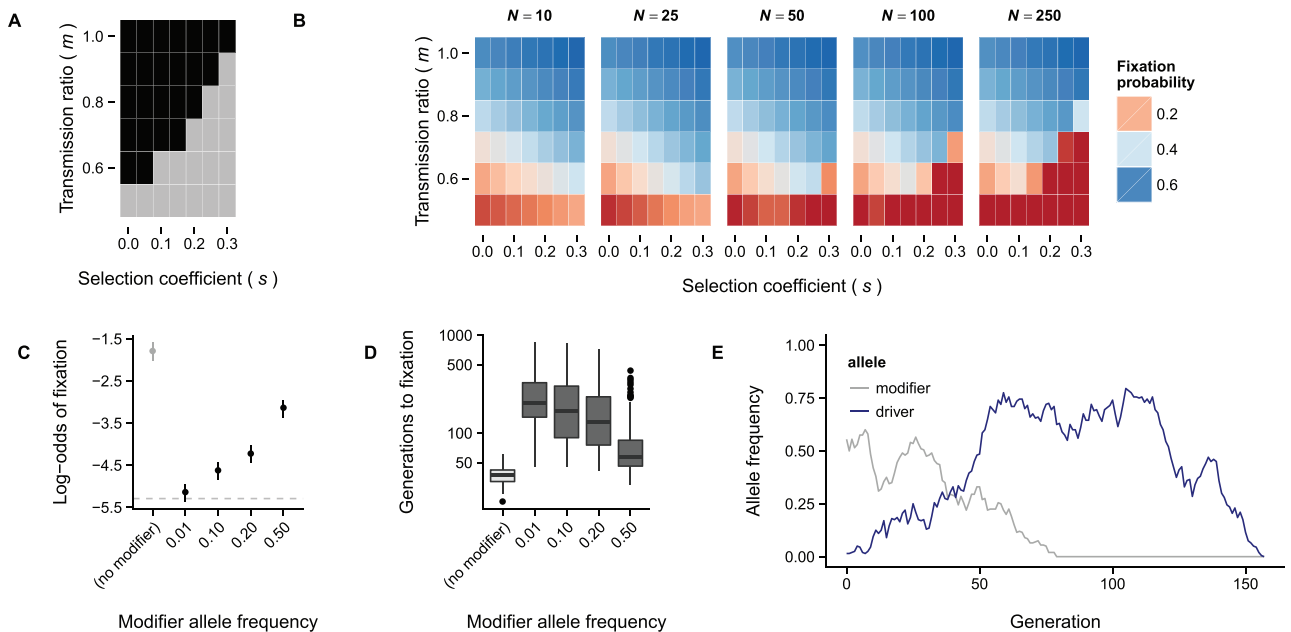 A
Transmission ratio ( m )
1.0
0.8
0.6
0.0 0.1 0.2 0.3
Selection coefficient ( s )
B
N = 10 N = 25 N = 50 N = 100 N = 250
Transmission ratio ( m )
1.0
0.8
0.6
0.0 0.1 0.2 0.3 0.0 0.1 0.2 0.3 0.0 0.1 0.2 0.3 0.0 0.1 0.2 0.3 0.0 0.1 0.2 0.3
Selection coefficient ( s )
Fixation
probability
0.2
0.4
0.6
C
Log−odds of fixation
−1.5
−2.5
−3.5
−4.5
−5.5
(no modifier) 0.01 0.10 0.20 0.50
Modifier allele frequency
D
Generations to fixation
1000
500
100
50
(no modifier) 0.01 0.10 0.20 0.50
Modifier allele frequency
E
Allele frequency
1.00
0.75
0.50
0.25
0.00
allele
modifier
driver
0 50 100 150
Generation